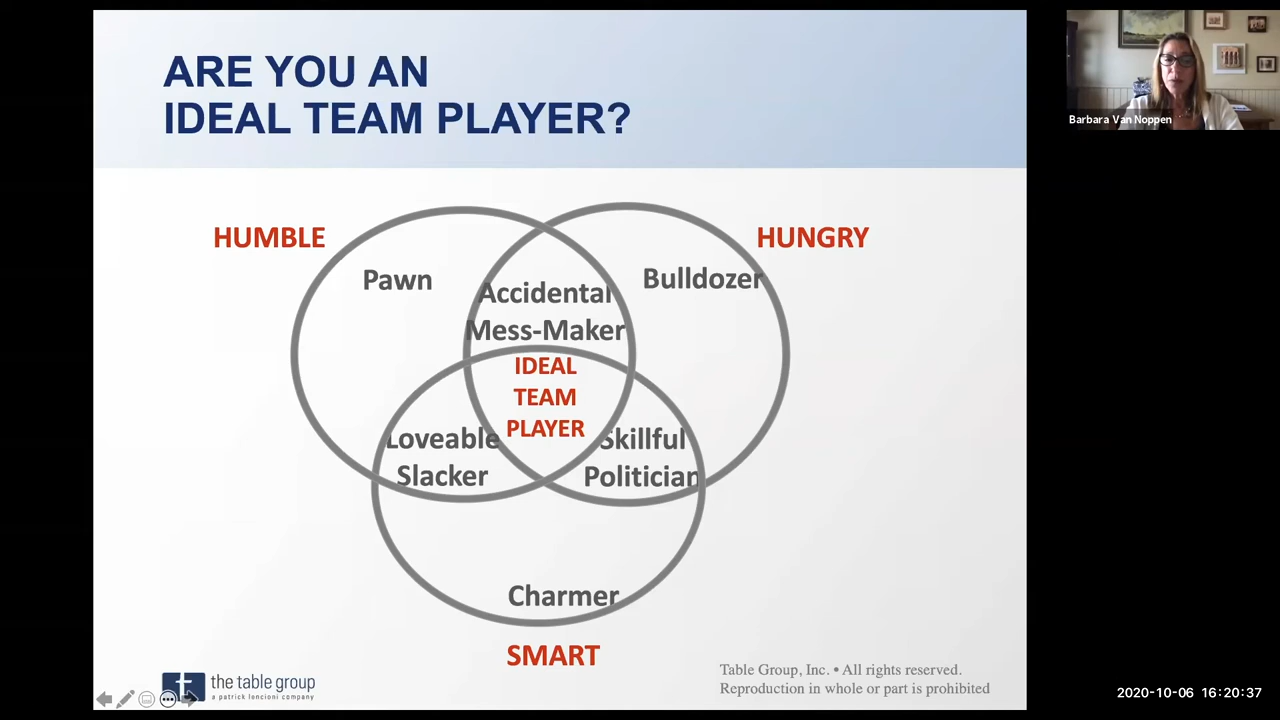 ARE YOU AN
IDEAL TEAM PLAYER?
Barbara Van Noppen
HUMBLE
HUNGRY
Pawn
Accidental
Mess-Maker
Bulldozer
IDEAL
TEAM
PLAYER
Loveable
Slacker
Skillful
Politician
Charmer
SMART
the table group
a patrick lencioni company
Table Group, Inc. • All rights reserved.
Reproduction in whole or part is prohibited
2020-10-06 16:20:37